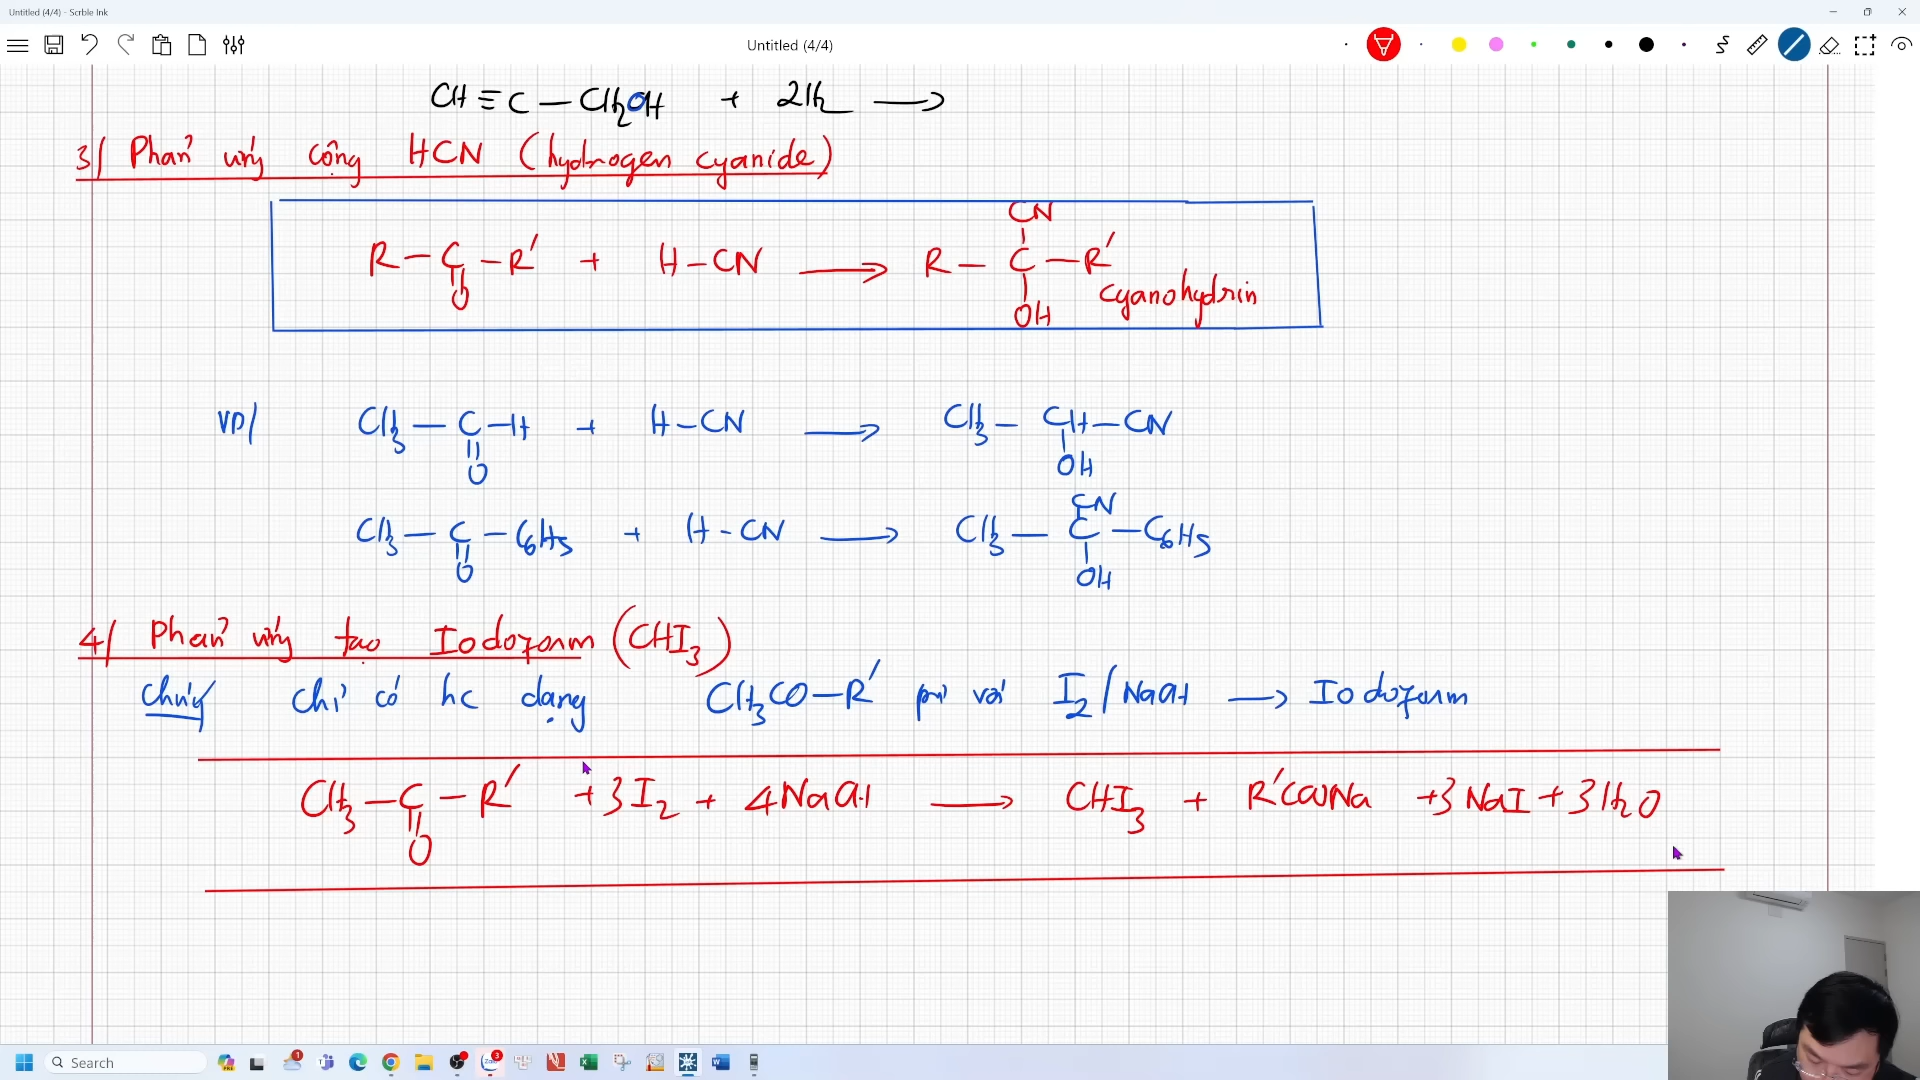 Untitled (4/4) - Scrble Ink
Untitled (4/4)
CH ≡ C — CH₂OH + 2H₂ ⟶
3/ Phản ứng cộng HCN (hydrogen cyanide)
CN
R — C — R' + H — CN ⟶ R — C — R'
O OH cyanohydrin
VD/ CH₃ — C — H + H — CN ⟶ CH₃ — CH — CN
O OH
CN
CH₃ — C — C₆H₅ + H - CN ⟶ CH₃ — C — C₆H₅
O OH
4/ Phản ứng tạo Iodoform (CHI₃)
Chú ý chỉ có hc dạng CH₃CO — R' pư với I₂/NaOH ⟶ Iodoform
CH₃ — C — R' + 3I₂ + 4NaOH ⟶ CHI₃ + R'COONa + 3NaI + 3H₂O
O
Search